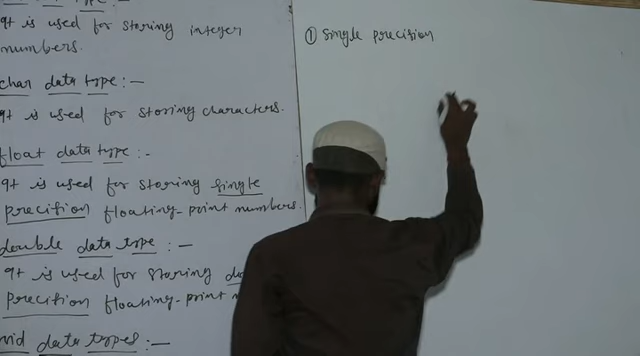 It is used for storing integer
numbers.
char data type:-
It is used for storing characters.
float data type:-
It is used for storing single
precision floating-point numbers.
double data type:-
It is used for storing
precision floating-point
data types:-
① Single precision